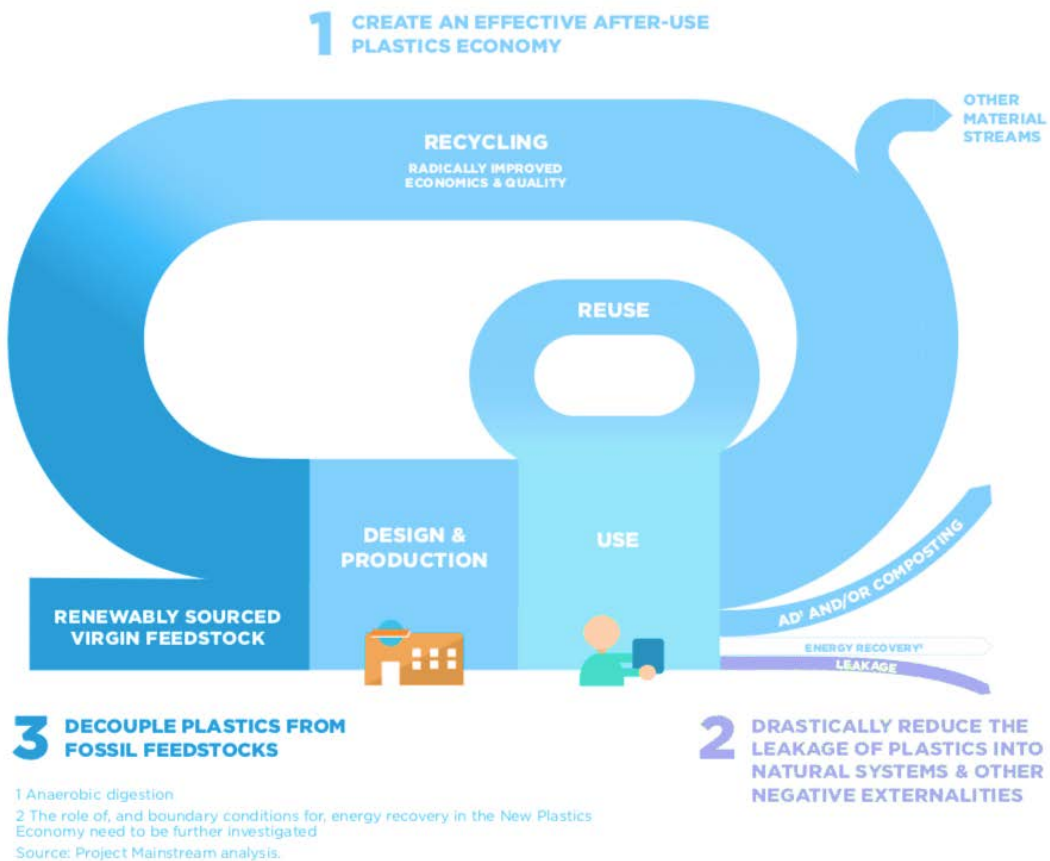 1 CREATE AN EFFECTIVE AFTER-USE
PLASTICS ECONOMY
OTHER
MATERIAL
STREAMS
RECYCLING
RADICALLY IMPROVED
ECONOMICS & QUALITY
REUSE
DESIGN &
PRODUCTION
USE
RENEWABLY SOURCED
VIRGIN FEEDSTOCK
AD¹ AND/OR COMPOSTING
ENERGY RECOVERY²
LEAKAGE
3 DECOUPLE PLASTICS FROM
FOSSIL FEEDSTOCKS
2 DRASTICALLY REDUCE THE
LEAKAGE OF PLASTICS INTO
NATURAL SYSTEMS & OTHER
NEGATIVE EXTERNALITIES
1 Anaerobic digestion
2 The role of, and boundary conditions for, energy recovery in the New Plastics
Economy need to be further investigated
Source: Project Mainstream analysis.